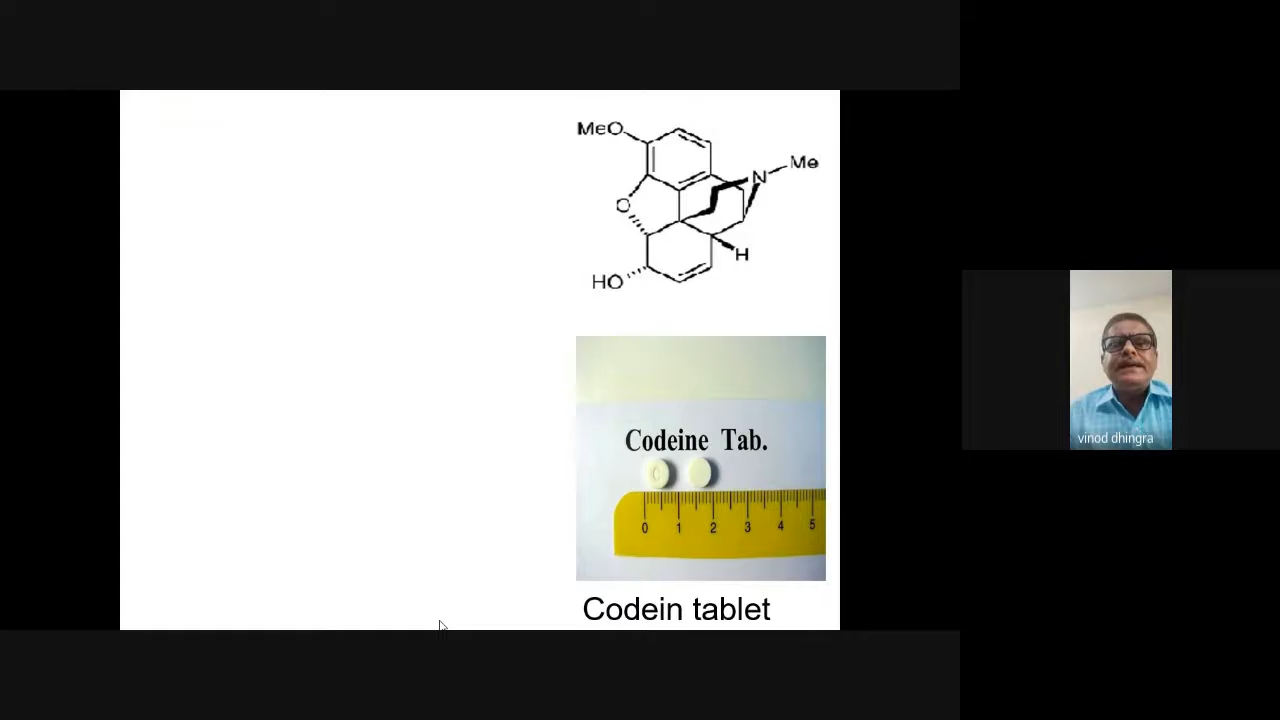 MeO
Me
N
O
H
HO
Codeine Tab.
C
0 1 2 3 4 5
Codein tablet
vinod dhingra